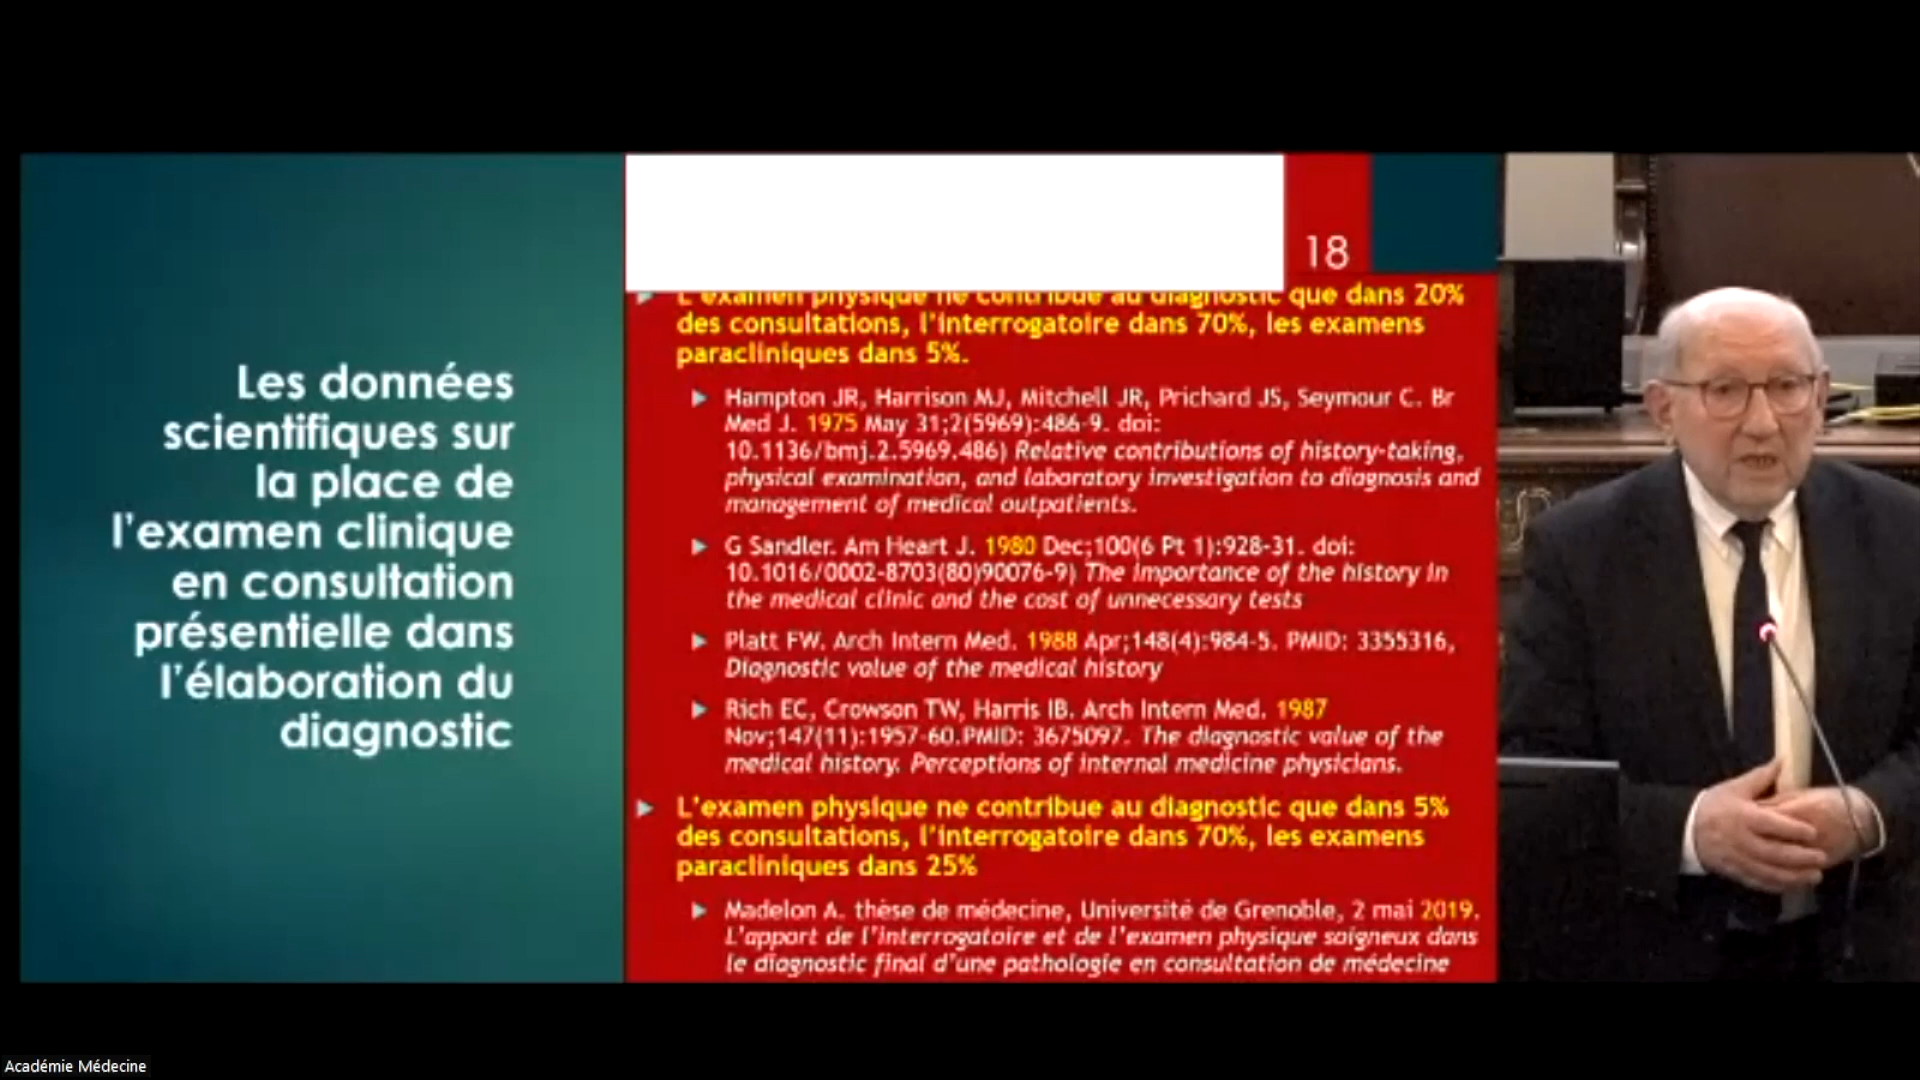 Les données
scientifiques sur
la place de
l'examen clinique
en consultation
présentielle dans
l'élaboration du
diagnostic
18
L'examen physique ne contribue au diagnostic que dans 20%
des consultations, l'interrogatoire dans 70%, les examens
paracliniques dans 5%.
Hampton JR, Harrison MJ, Mitchell JR, Prichard JS, Seymour C. Br
Med J. 1975 May 31;2(5969):486-9. doi:
10.1136/bmj.2.5969.486) Relative contributions of history-taking,
physical examination, and laboratory investigation to diagnosis and
management of medical outpatients.
G Sandler. Am Heart J. 1980 Dec;100(6 Pt 1):928-31. doi:
10.1016/0002-8703(80)90076-9) The importance of the history in
the medical clinic and the cost of unnecessary tests
Platt FW. Arch Intern Med. 1988 Apr;148(4):984-5. PMID: 3355316,
Diagnostic value of the medical history
Rich EC, Crowson TW, Harris IB. Arch Intern Med. 1987
Nov;147(11):1957-60.PMID: 3675097. The diagnostic value of the
medical history. Perceptions of internal medicine physicians.
L'examen physique ne contribue au diagnostic que dans 5%
des consultations, l'interrogatoire dans 70%, les examens
paracliniques dans 25%
Madelon A. thèse de médecine, Université de Grenoble, 2 mai 2019.
L'apport de l'interrogatoire et de l'examen physique soigneux dans
le diagnostic final d'une pathologie en consultation de médecine
Académie Médecine